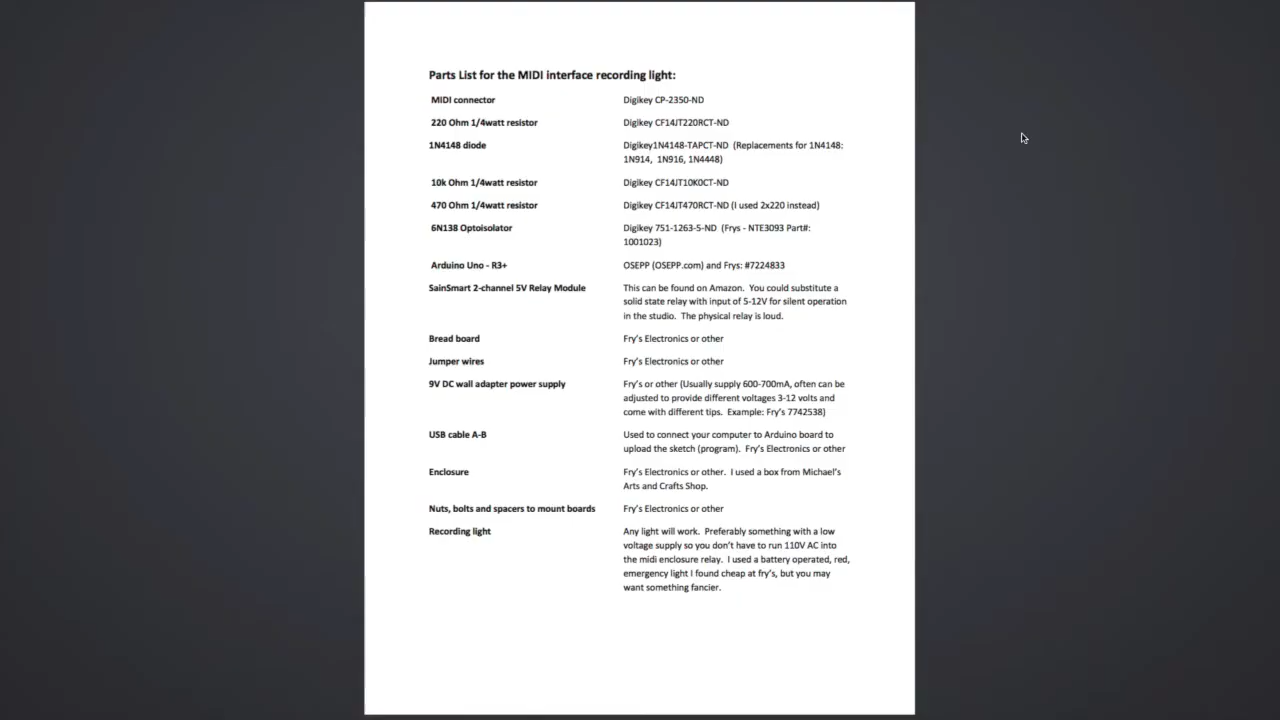 Parts List for the MIDI interface recording light:
MIDI connector Digikey CP-2350-ND
220 Ohm 1/4watt resistor Digikey CF14JT220RCT-ND
1N4148 diode Digikey1N4148-TAPCT-ND (Replacements for 1N4148:
1N914, 1N916, 1N4448)
10k Ohm 1/4watt resistor Digikey CF14JT10K0CT-ND
470 Ohm 1/4watt resistor Digikey CF14JT470RCT-ND (I used 2x220 instead)
6N138 Optoisolator Digikey 751-1263-5-ND (Frys - NTE3093 Part#:
1001023)
Arduino Uno - R3+ OSEPP (OSEPP.com) and Frys: #7224833
SainSmart 2-channel 5V Relay Module This can be found on Amazon. You could substitute a
solid state relay with input of 5-12V for silent operation
in the studio. The physical relay is loud.
Bread board Fry's Electronics or other
Jumper wires Fry's Electronics or other
9V DC wall adapter power supply Fry's or other (Usually supply 600-700mA, often can be
adjusted to provide different voltages 3-12 volts and
come with different tips. Example: Fry's 7742538)
USB cable A-B Used to connect your computer to Arduino board to
upload the sketch (program). Fry's Electronics or other
Enclosure Fry's Electronics or other. I used a box from Michael's
Arts and Crafts Shop.
Nuts, bolts and spacers to mount boards Fry's Electronics or other
Recording light Any light will work. Preferably something with a low
voltage supply so you don't have to run 110V AC into
the midi enclosure relay. I used a battery operated, red,
emergency light I found cheap at fry's, but you may
want something fancier.